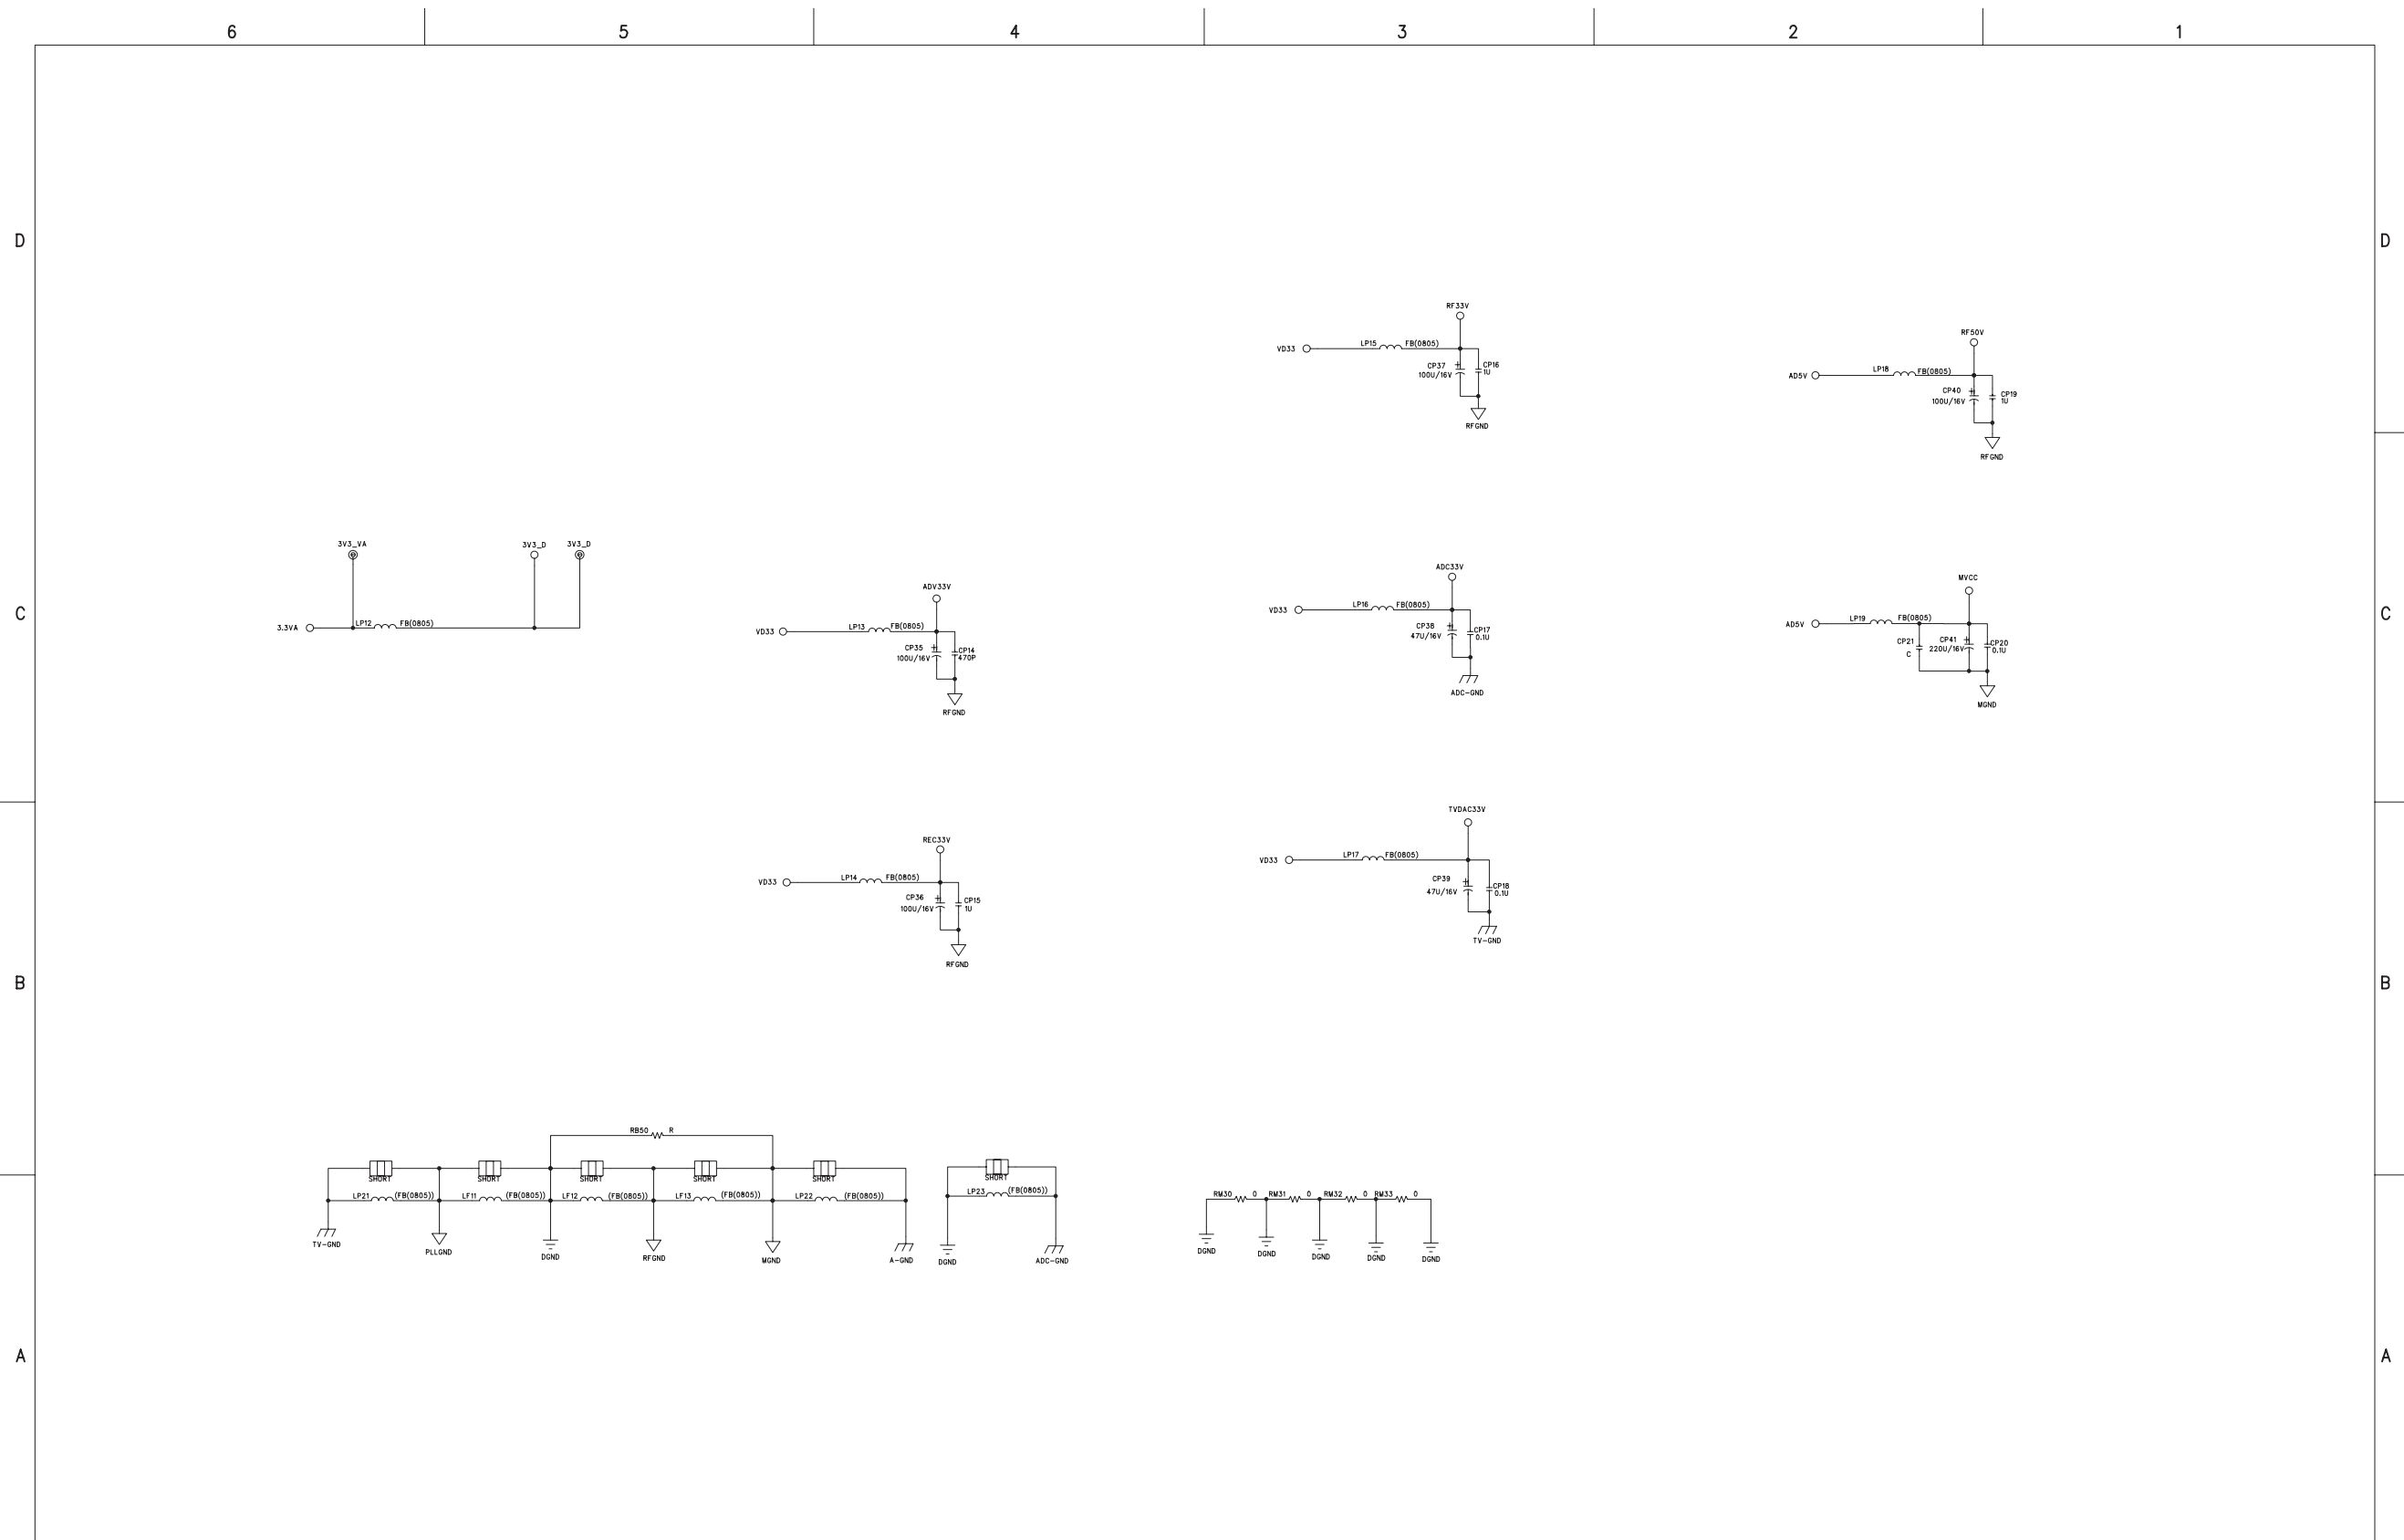 6 5 4 3 2 1
D D
RF33V
VD33 LP15 FB(0805)
CP37 CP16
100U/16V 1U
RFGND
RF50V
AD5V LP18 FB(0805)
CP40 CP19
100U/16V 1U
RFGND
C C
3V3_VA 3V3_D 3V3_D
3.3VA LP12 FB(0805)
ADV33V
VD33 LP13 FB(0805)
CP35 CP14
100U/16V 470P
RFGND
ADC33V
VD33 LP16 FB(0805)
CP38 CP17
47U/16V 0.1U
ADC-GND
MVCC
AD5V LP19 FB(0805)
CP21 CP41 CP20
C 220U/16V 0.1U
MGND
REC33V
VD33 LP14 FB(0805)
CP36 CP15
100U/16V 1U
RFGND
TVDAC33V
VD33 LP17 FB(0805)
CP39 CP18
47U/16V 0.1U
TV-GND
B B
RB50 R
SHORT SHORT SHORT SHORT SHORT
LP21 (FB(0805)) LF11 (FB(0805)) LF12 (FB(0805)) LF13 (FB(0805)) LP22 (FB(0805))
TV-GND PLLGND DGND RFGND MGND A-GND
SHORT
LP23 (FB(0805))
DGND ADC-GND
RM30 0 RM31 0 RM32 0 RM33 0
DGND DGND DGND DGND DGND
A A